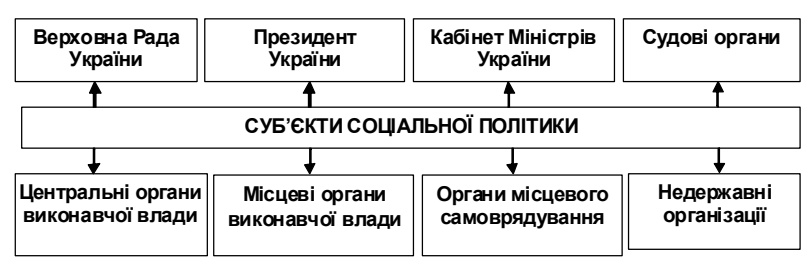 Верховна Рада
України
Президент
України
Кабінет Міністрів
України
Судові органи
СУБ’ЄКТИ СОЦІАЛЬНОЇ ПОЛІТИКИ
Центральні органи
виконавчої влади
Місцеві органи
виконавчої влади
Органи місцевого
самоврядування
Недержавні
організації